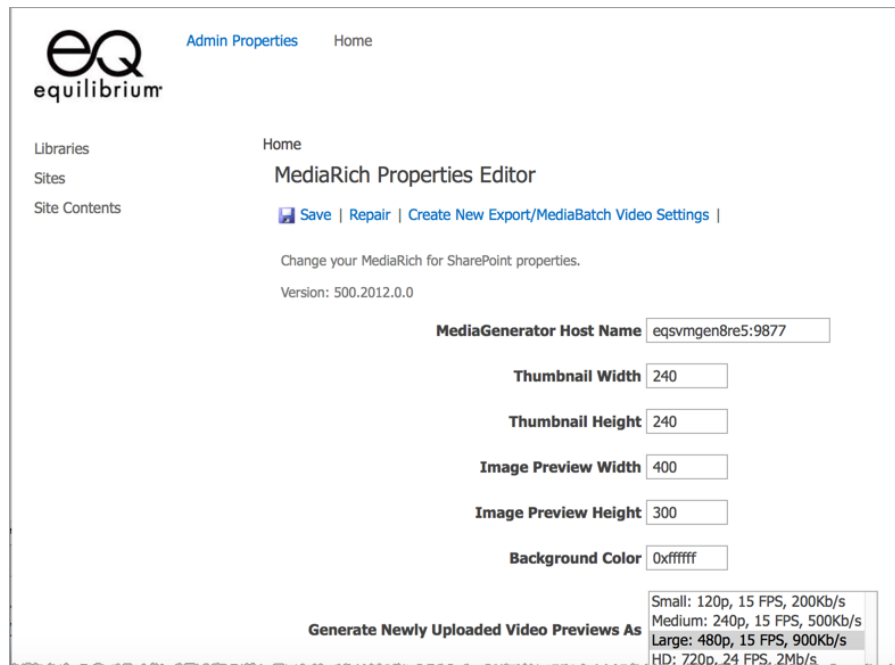 eQ
equilibrium
Admin Properties Home
Libraries
Sites
Site Contents
Home
MediaRich Properties Editor
Save | Repair | Create New Export/MediaBatch Video Settings |
Change your MediaRich for SharePoint properties.
Version: 500.2012.0.0
MediaGenerator Host Name eqsvmgen8re5:9877
Thumbnail Width 240
Thumbnail Height 240
Image Preview Width 400
Image Preview Height 300
Background Color 0xffffff
Generate Newly Uploaded Video Previews As
Small: 120p, 15 FPS, 200Kb/s
Medium: 240p, 15 FPS, 500Kb/s
Large: 480p, 15 FPS, 900Kb/s
HD: 720p, 24 FPS, 2Mb/s